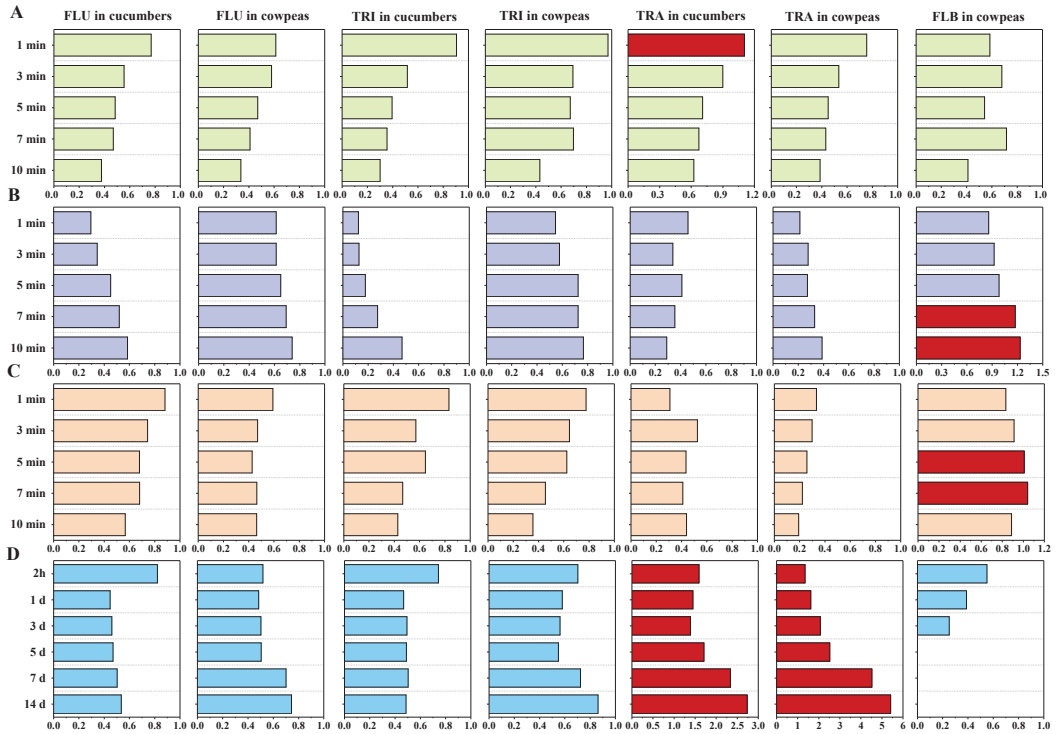 A
FLU in cucumbers FLU in cowpeas TRI in cucumbers TRI in cowpeas TRA in cucumbers TRA in cowpeas FLB in cowpeas
1 min
3 min
5 min
7 min
10 min
0.0 0.2 0.4 0.6 0.8 1.0 0.0 0.2 0.4 0.6 0.8 1.0 0.0 0.2 0.4 0.6 0.8 1.0 0.0 0.2 0.4 0.6 0.8 1.0 0.3 0.6 0.9 1.2 0.0 0.2 0.4 0.6 0.8 1.0 0.0 0.2 0.4 0.6 0.8 1.0
B
1 min
3 min
5 min
7 min
10 min
0.0 0.2 0.4 0.6 0.8 1.0 0.0 0.2 0.4 0.6 0.8 1.0 0.0 0.2 0.4 0.6 0.8 1.0 0.0 0.2 0.4 0.6 0.8 1.0 0.0 0.2 0.4 0.6 0.8 1.0 0.0 0.2 0.4 0.6 0.8 1.0 0.0 0.3 0.6 0.9 1.2 1.5
C
1 min
3 min
5 min
7 min
10 min
0.0 0.2 0.4 0.6 0.8 1.0 0.0 0.2 0.4 0.6 0.8 1.0 0.0 0.2 0.4 0.6 0.8 1.0 0.0 0.2 0.4 0.6 0.8 1.0 0.0 0.2 0.4 0.6 0.8 1.0 0.0 0.2 0.4 0.6 0.8 1.0 0.0 0.2 0.4 0.6 0.8 1.0 1.2
D
2h
1 d
3 d
5 d
7 d
14 d
0.0 0.2 0.4 0.6 0.8 1.0 0.0 0.2 0.4 0.6 0.8 1.0 0.0 0.2 0.4 0.6 0.8 1.0 0.0 0.2 0.4 0.6 0.8 1.0 0.0 0.5 1.0 1.5 2.0 2.5 3.0 0 1 2 3 4 5 6 0.0 0.2 0.4 0.6 0.8 1.0